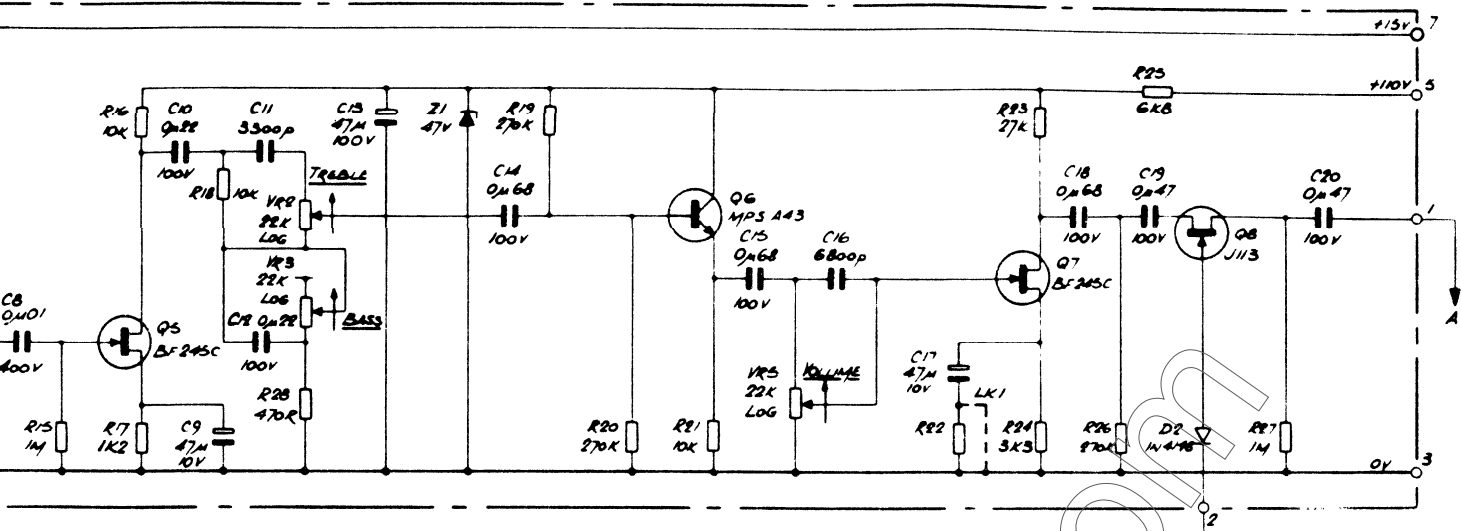 +15V 7
+110V 5
R25
6K8
R16
10K
C10
0µ22
100V
C11
3300p
C13
47µ
100V
Z1
47V
R19
270K
R23
27K
R18 10K
TREBLE
VR2
22K
LOG
C14
0µ68
100V
Q6
MPS A43
C18
0µ68
100V
C19
0µ47
100V
C20
0µ47
100V
1
Q8
J113
VR3
22K
LOG
BASS
C15
0µ68
100V
C16
6800p
Q7
BF245C
A
C8
0µ01
400V
Q5
BF245C
C12 0µ22
100V
R28
470R
VR5
22K
LOG
VOLUME
C17
47µ
10V
LK1
R15
1M
R17
1K2
C9
47µ
10V
R20
270K
R21
10K
R22
R24
3K3
R26
270K
D2
1N4148
R27
1M
0V 3
2
om